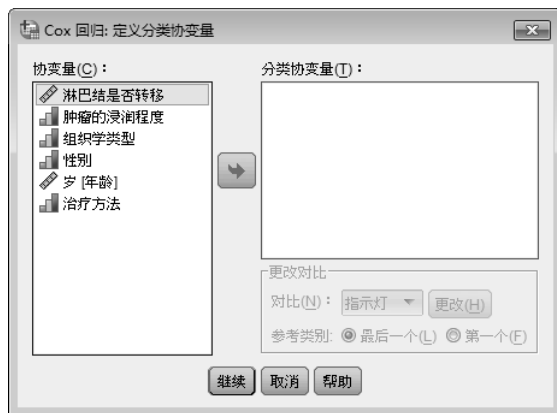 Cox 回归: 定义分类协变量
协变量(C)：
淋巴结是否转移
肿瘤的浸润程度
组织学类型
性别
岁 [年龄]
治疗方法
分类协变量(T)：
更改对比
对比(N)： 指示灯 更改(H)
参考类别: 最后一个(L) 第一个(F)
继续 取消 帮助